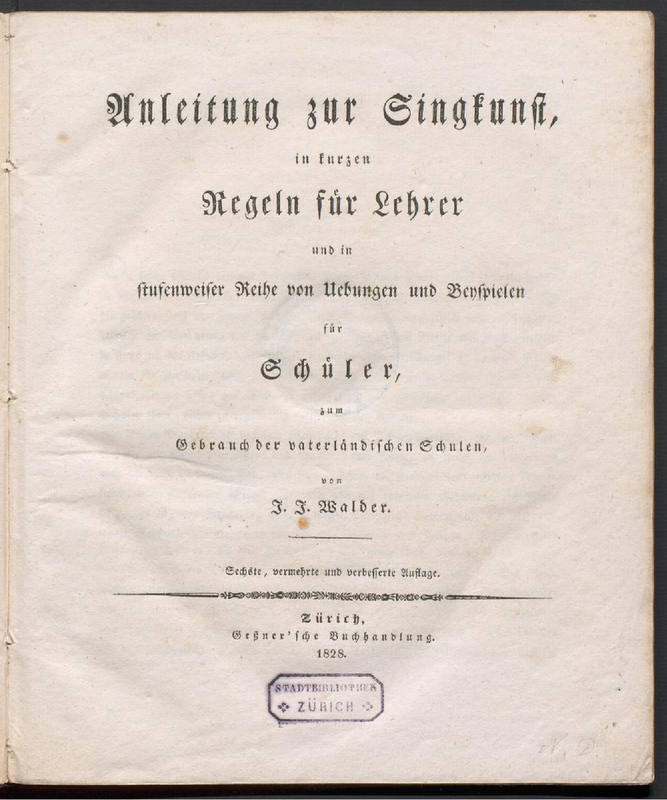 Anleitung zur Singkunst,
in kurzen
Regeln für Lehrer
und in
stufenweiser Reihe von Uebungen und Beyspielen
für
Schüler,
zum
Gebrauch der vaterländischen Schulen,
von
J. J. Walder.
Sechste, vermehrte und verbesserte Auflage.
Zürich,
Geßner'sche Buchhandlung.
1828.
STADTBIBLIOTHEK
ZÜRICH